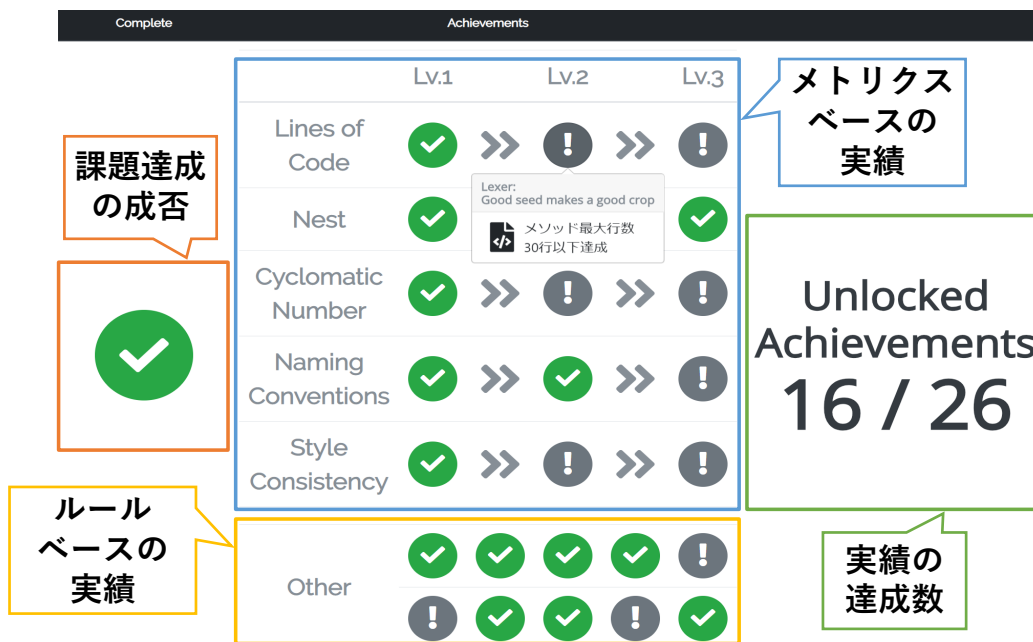 Complete
Achievements
Lv.1
Lv.2
Lv.3
メトリクス
ベースの
実績
Lines of
Code
課題達成
の成否
Lexer:
Good seed makes a good crop
メソッド最大行数
30行以下達成
Nest
Cyclomatic
Number
Unlocked
Achievements
16 / 26
Naming
Conventions
Style
Consistency
ルール
ベースの
実績
Other
実績の
達成数